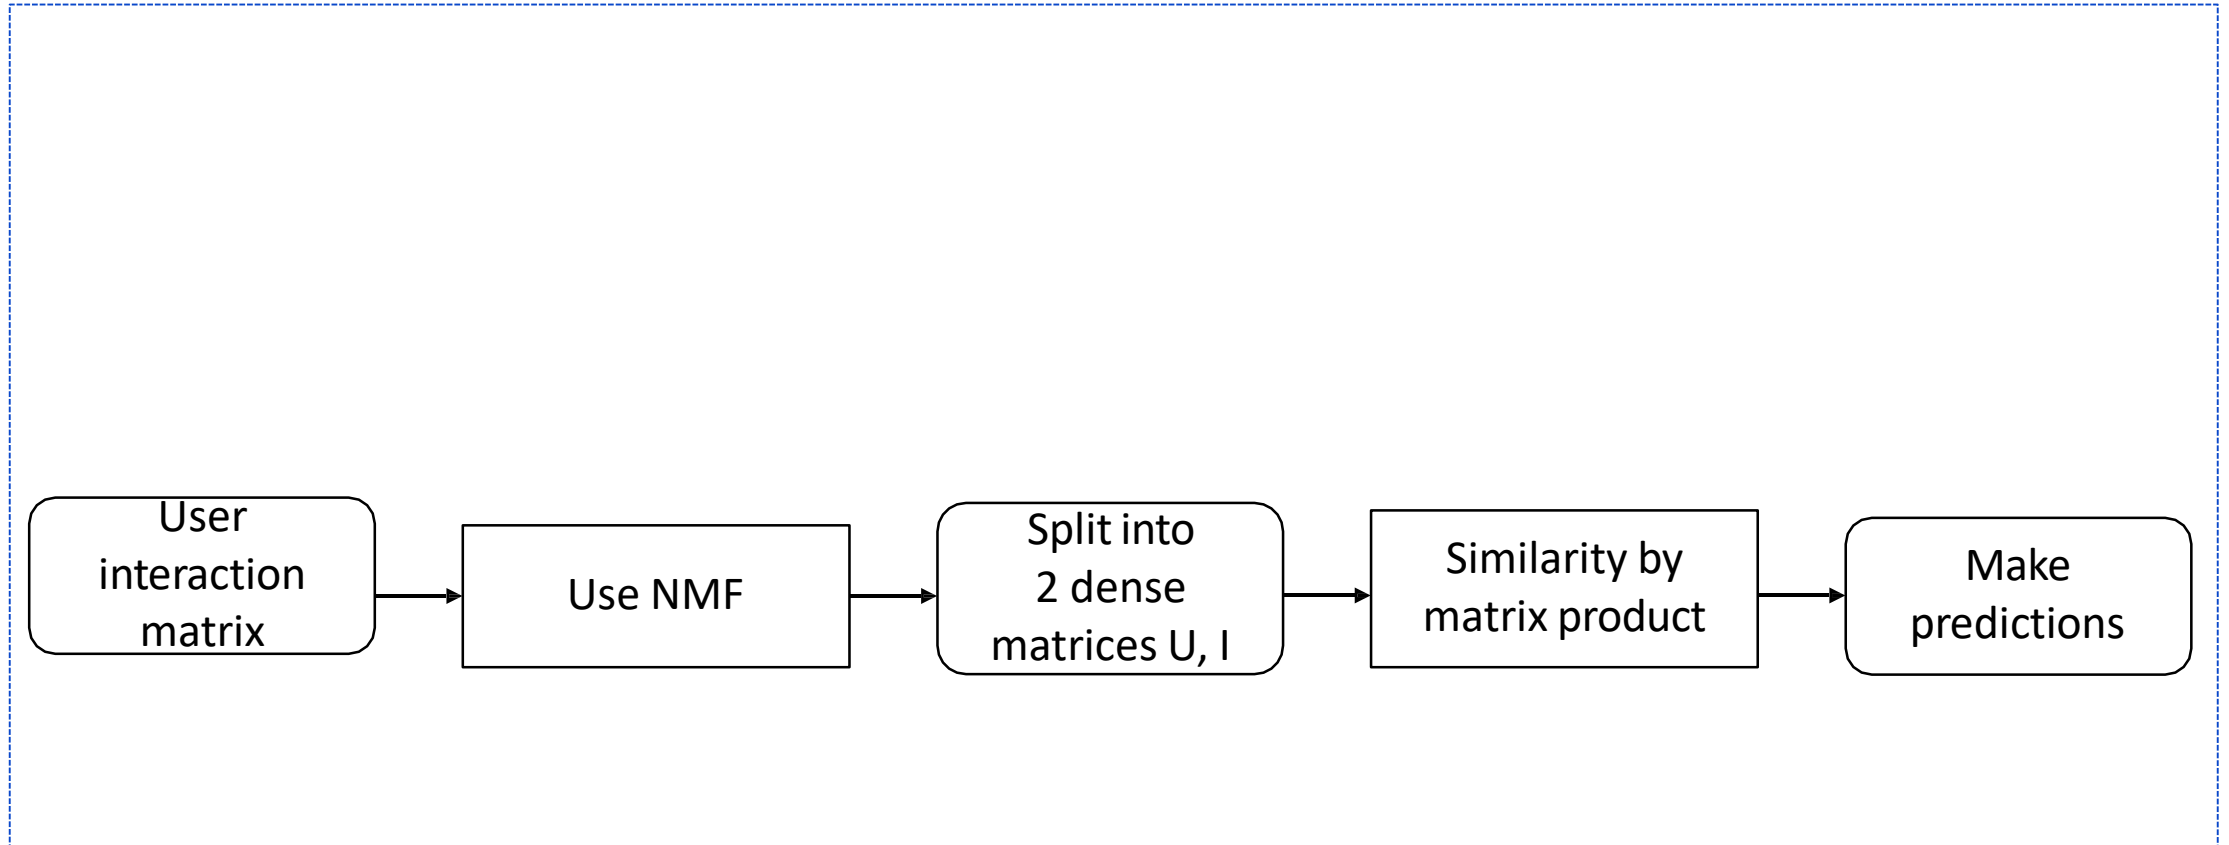 User
interaction
matrix
Use NMF
Split into
2 dense
matrices U, I
Similarity by
matrix product
Make
predictions